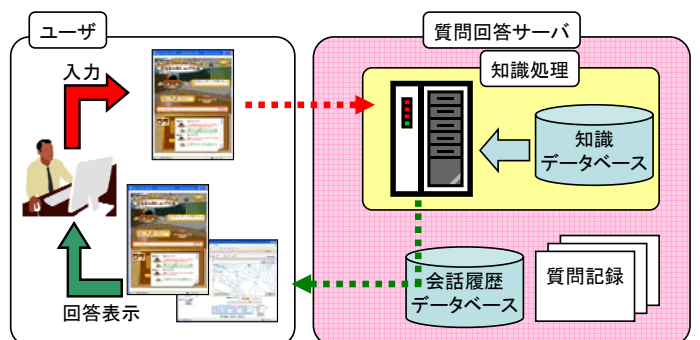 ユーザ
入力
回答表示
質問回答サーバ
知識処理
知識
データベース
会話履歴
データベース
質問記録